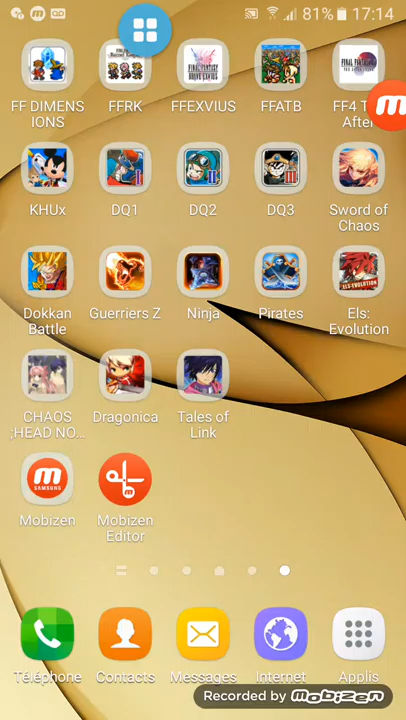 81% 17:14
FF DIMENS
IONS
FFRK
FFEXVIUS
FFATB
FF4 T
After
KHUx
DQ1
DQ2
DQ3
Sword of
Chaos
Dokkan
Battle
Guerriers Z
Ninja
Pirates
Els:
Evolution
CHAOS
;HEAD NO...
Dragonica
Tales of
Link
SAMSUNG
Mobizen
Mobizen
Editor
Téléphone
Contacts
Messages
Internet
Applis
Recorded by mobizen